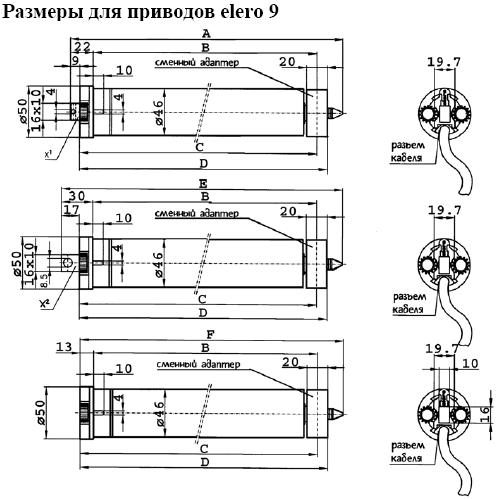 Размеры для приводов elero 9
A
22
B
20
9
10
сменный адаптер
19.7
ø50
16x10
4
4
ø46
X¹
C
D
разъем
кабеля
E
30
B
20
17
10
сменный адаптер
19.7
ø50
16x10
8.5
4
ø46
X²
C
D
разъем
кабеля
F
13
B
20
10
сменный адаптер
19.7
10
ø50
4
ø46
16
C
D
разъем
кабеля